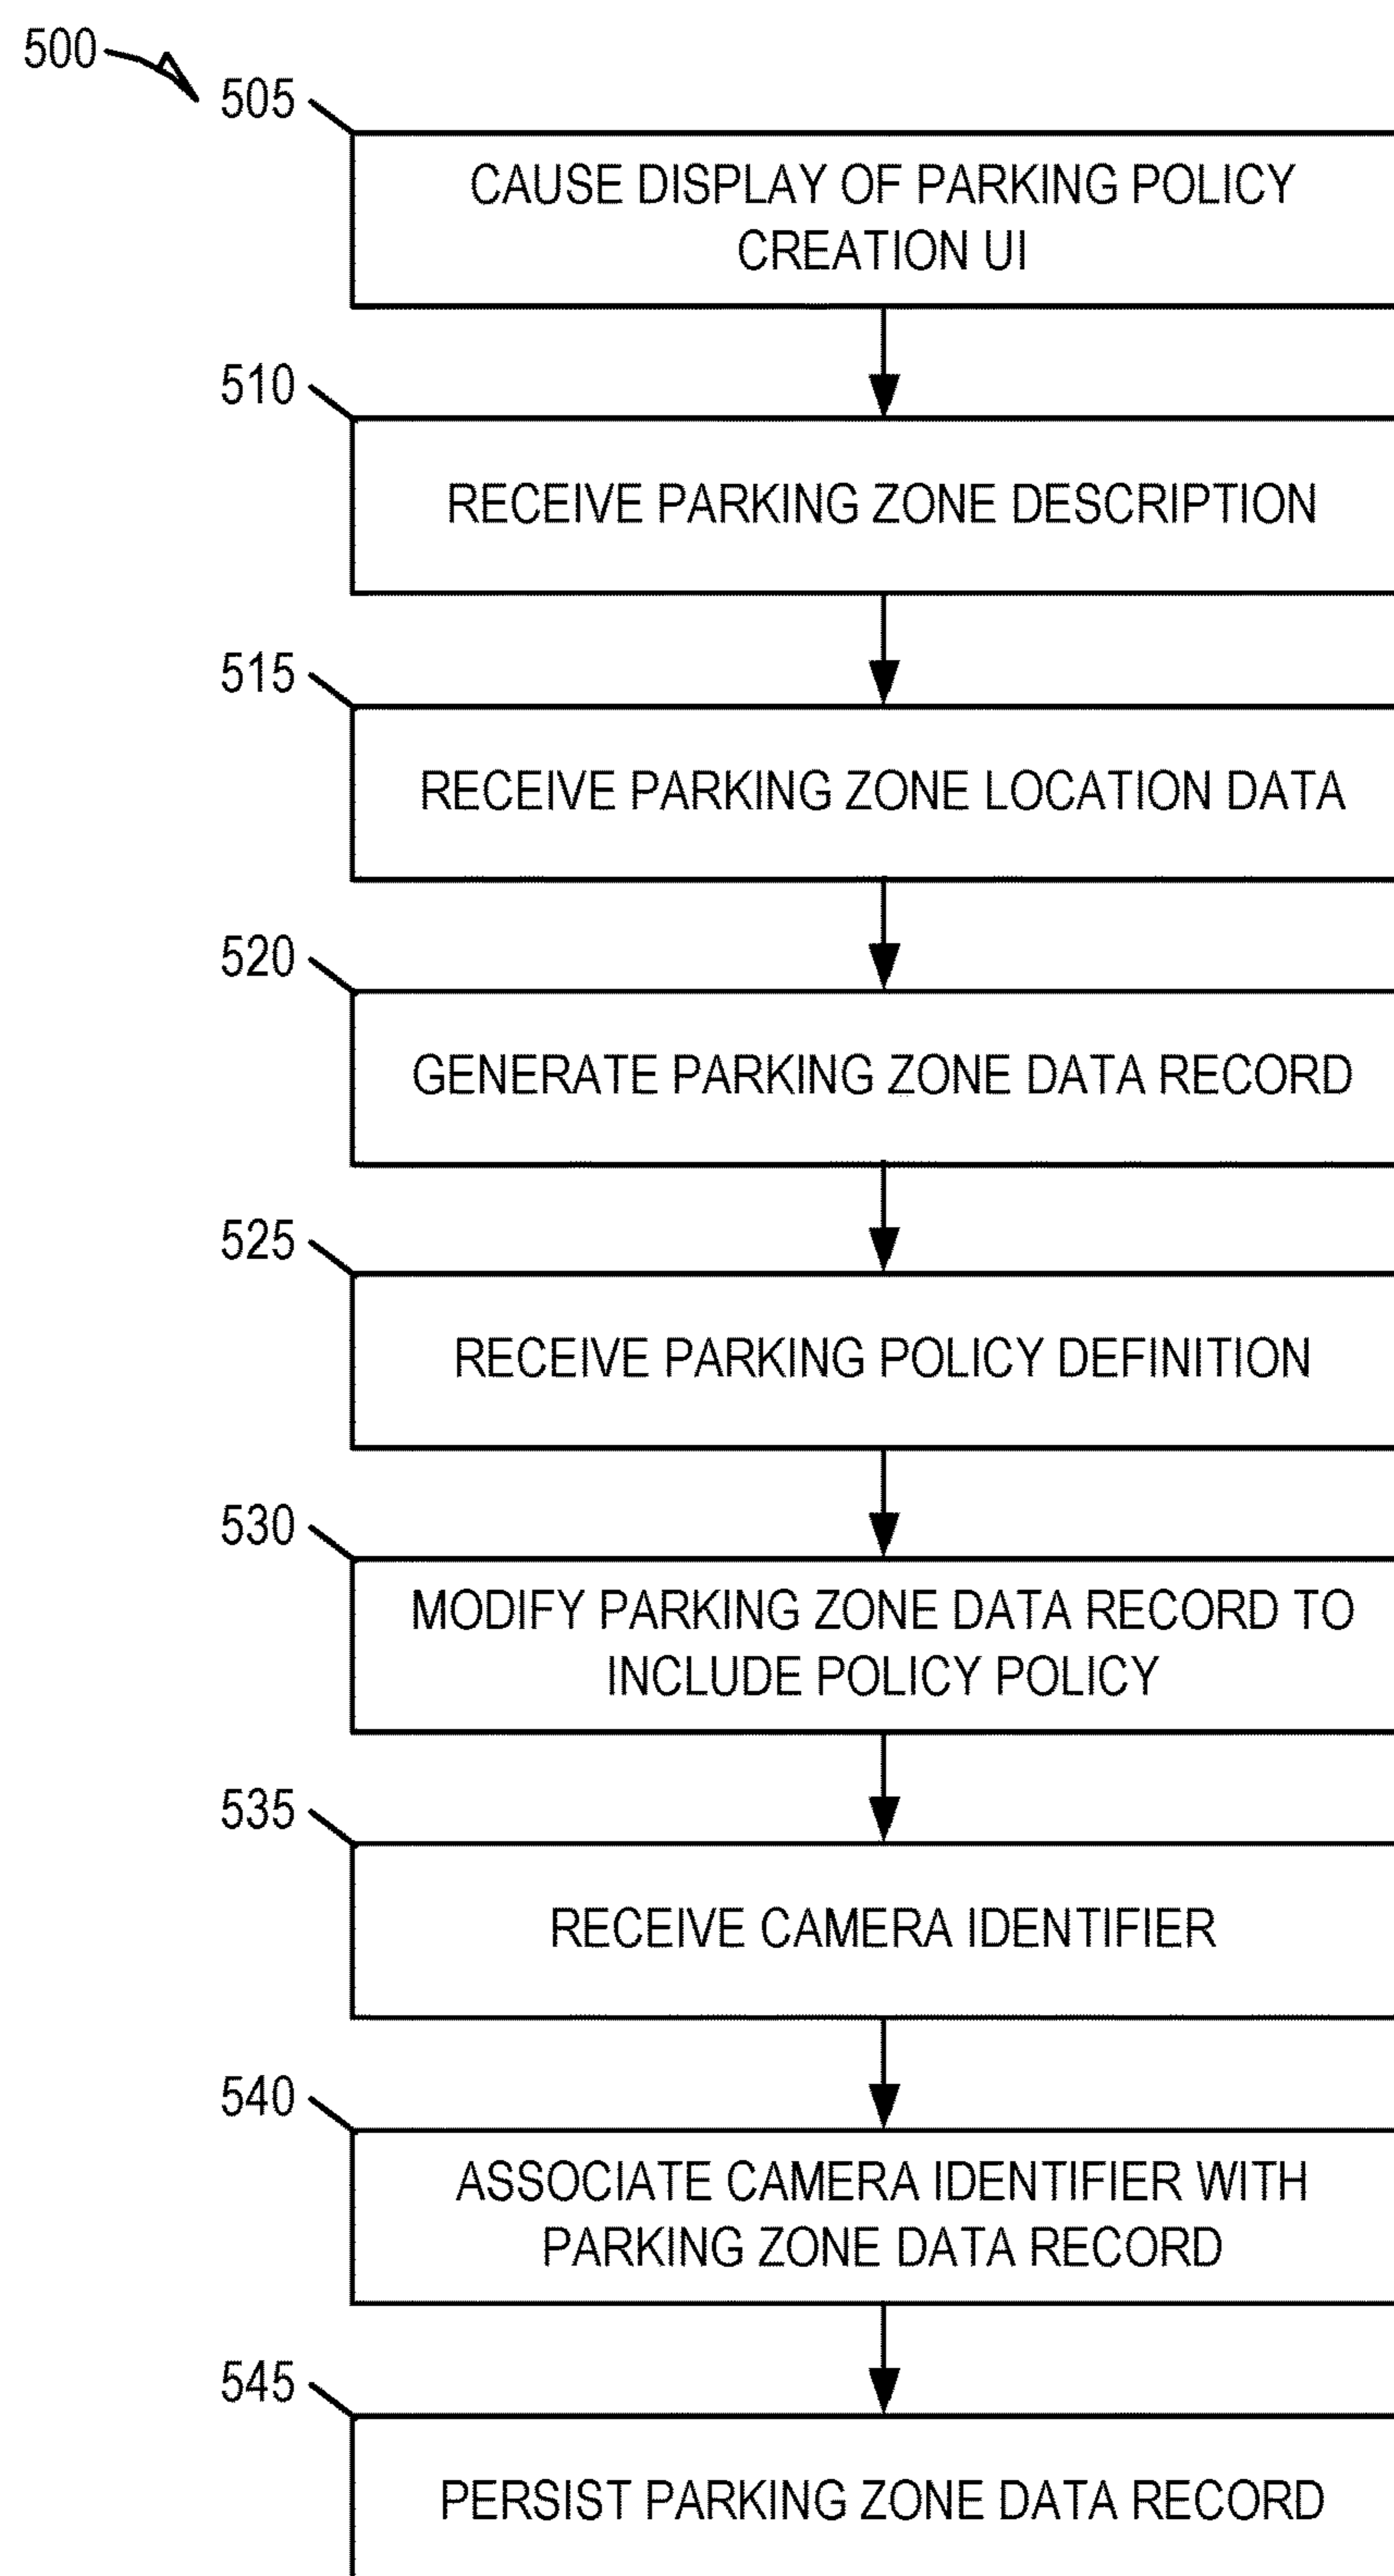 500
505
CAUSE DISPLAY OF PARKING POLICY
CREATION UI
510
RECEIVE PARKING ZONE DESCRIPTION
515
RECEIVE PARKING ZONE LOCATION DATA
520
GENERATE PARKING ZONE DATA RECORD
525
RECEIVE PARKING POLICY DEFINITION
530
MODIFY PARKING ZONE DATA RECORD TO
INCLUDE POLICY POLICY
535
RECEIVE CAMERA IDENTIFIER
540
ASSOCIATE CAMERA IDENTIFIER WITH
PARKING ZONE DATA RECORD
545
PERSIST PARKING ZONE DATA RECORD